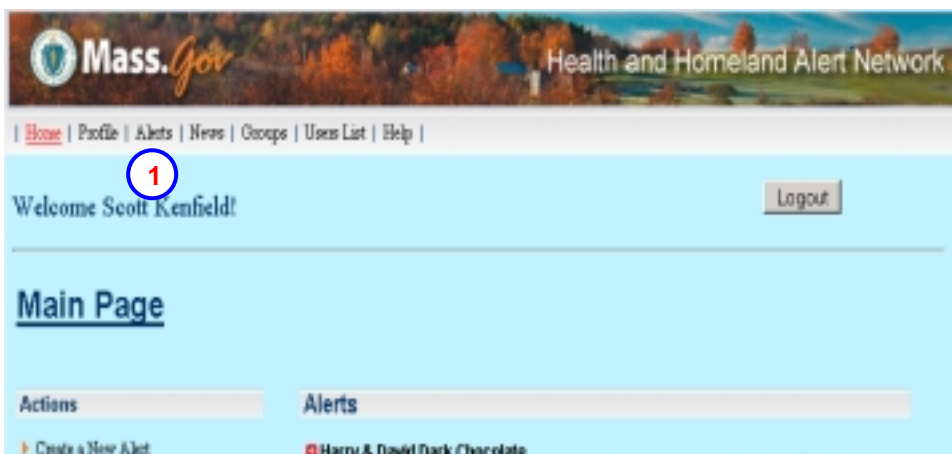 Mass.Gov
Health and Homeland Alert Network
| Home | Profile | Alerts | News | Groups | Users List | Help |
1
Welcome Scott Kenfield!
Logout
Main Page
Actions
Alerts
Create a New Alert
Harry & David Dark Chocolate